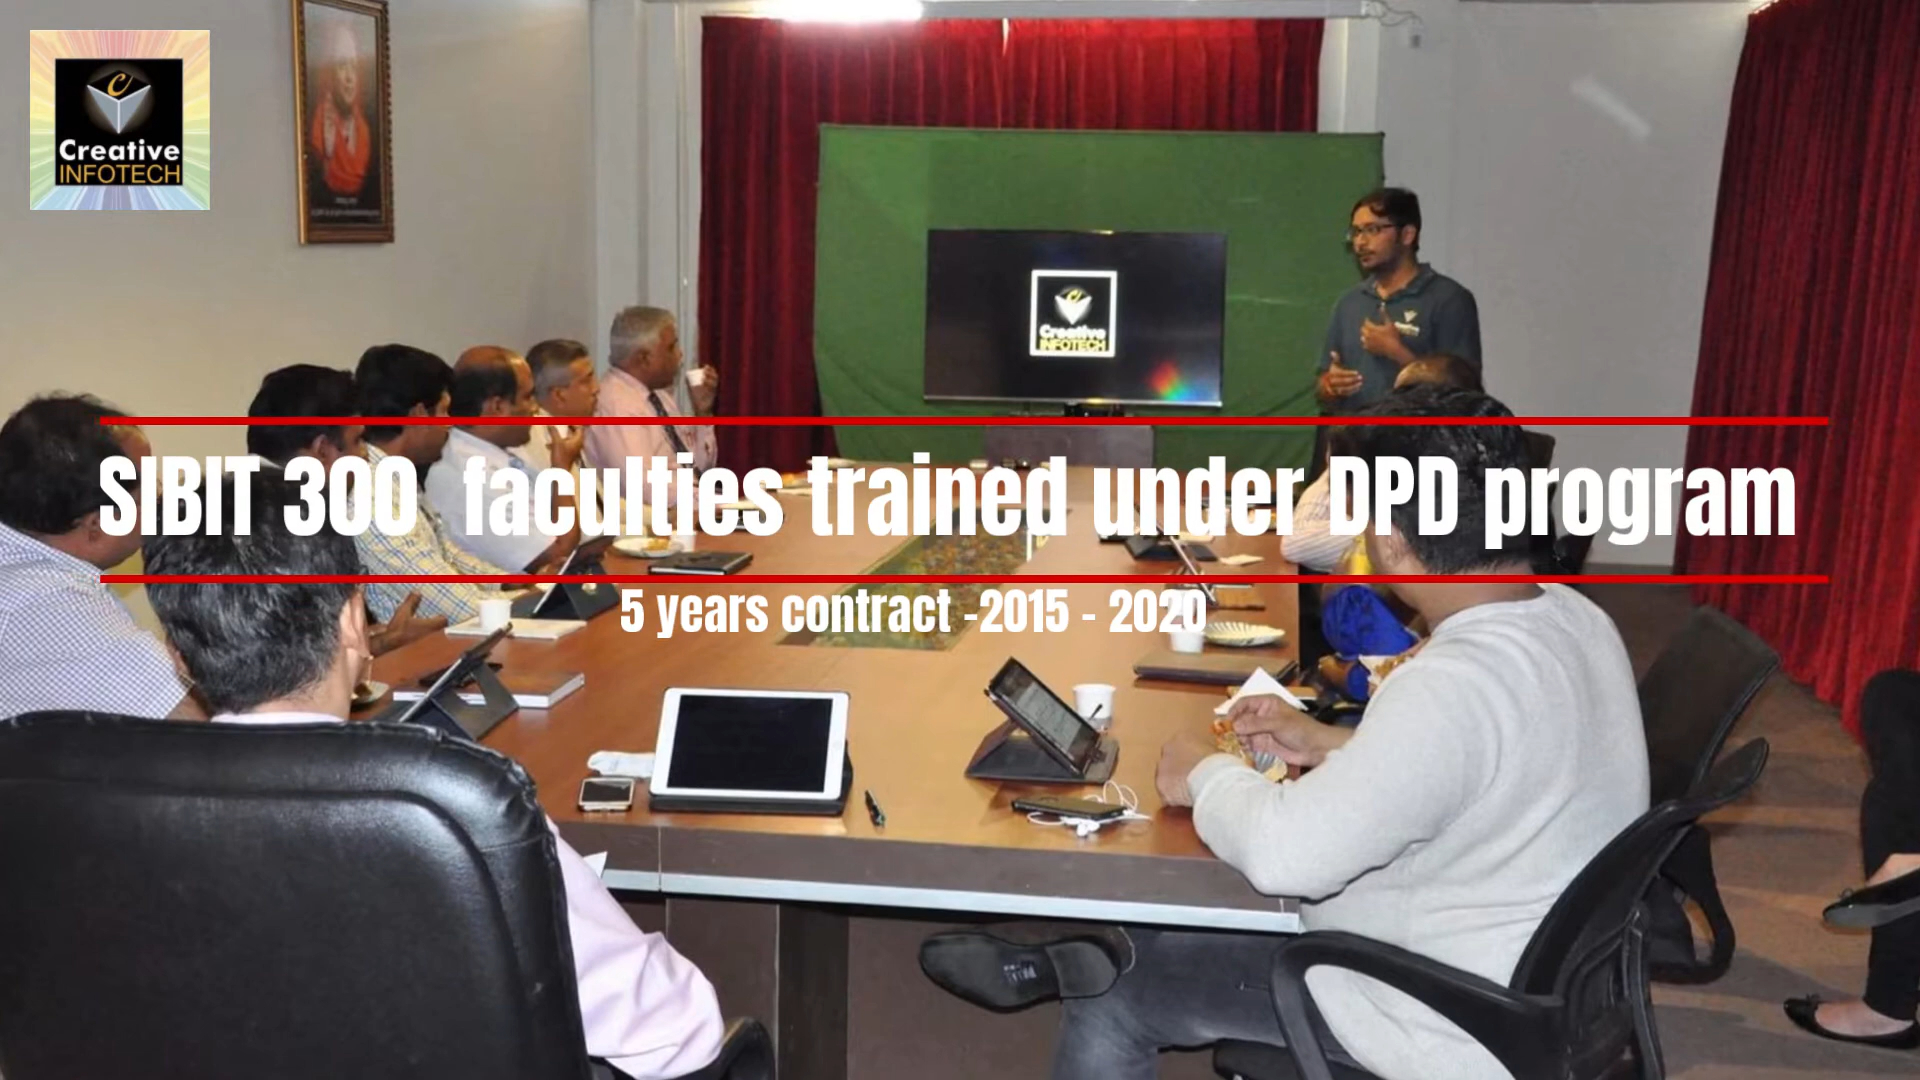 Creative
INFOTECH
Creative
INFOTECH
SIBIT 300  faculties trained under DPD program
5 years contract -2015 - 2020